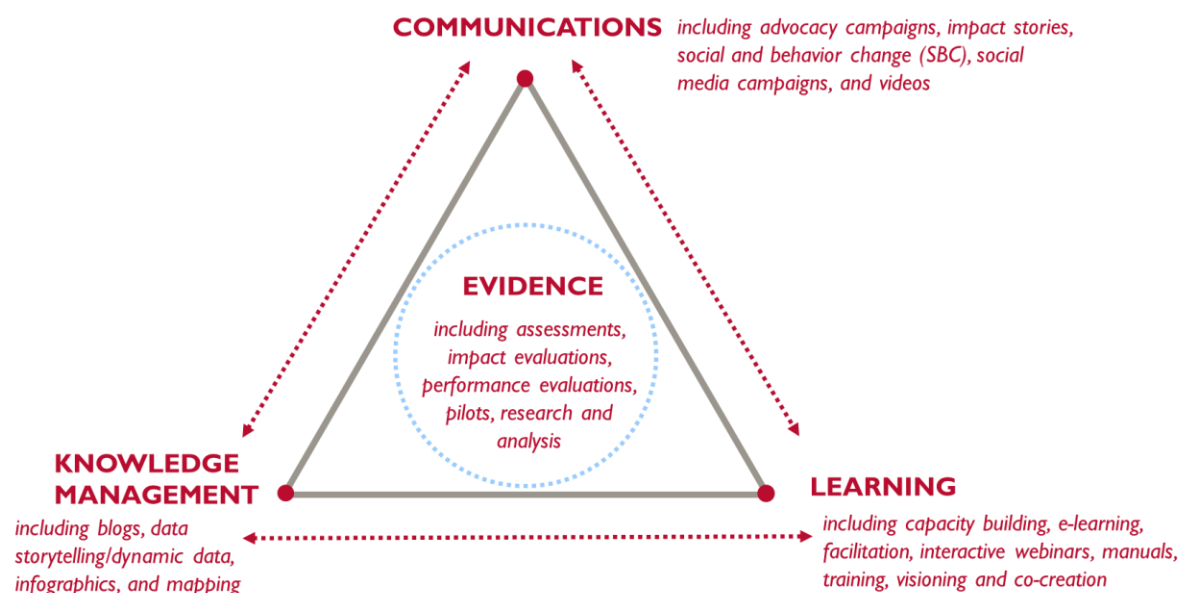 COMMUNICATIONS
including advocacy campaigns, impact stories,
social and behavior change (SBC), social
media campaigns, and videos
EVIDENCE
including assessments,
impact evaluations,
performance evaluations,
pilots, research and
analysis
KNOWLEDGE
MANAGEMENT
including blogs, data
storytelling/dynamic data,
infographics, and mapping
LEARNING
including capacity building, e-learning,
facilitation, interactive webinars, manuals,
training, visioning and co-creation